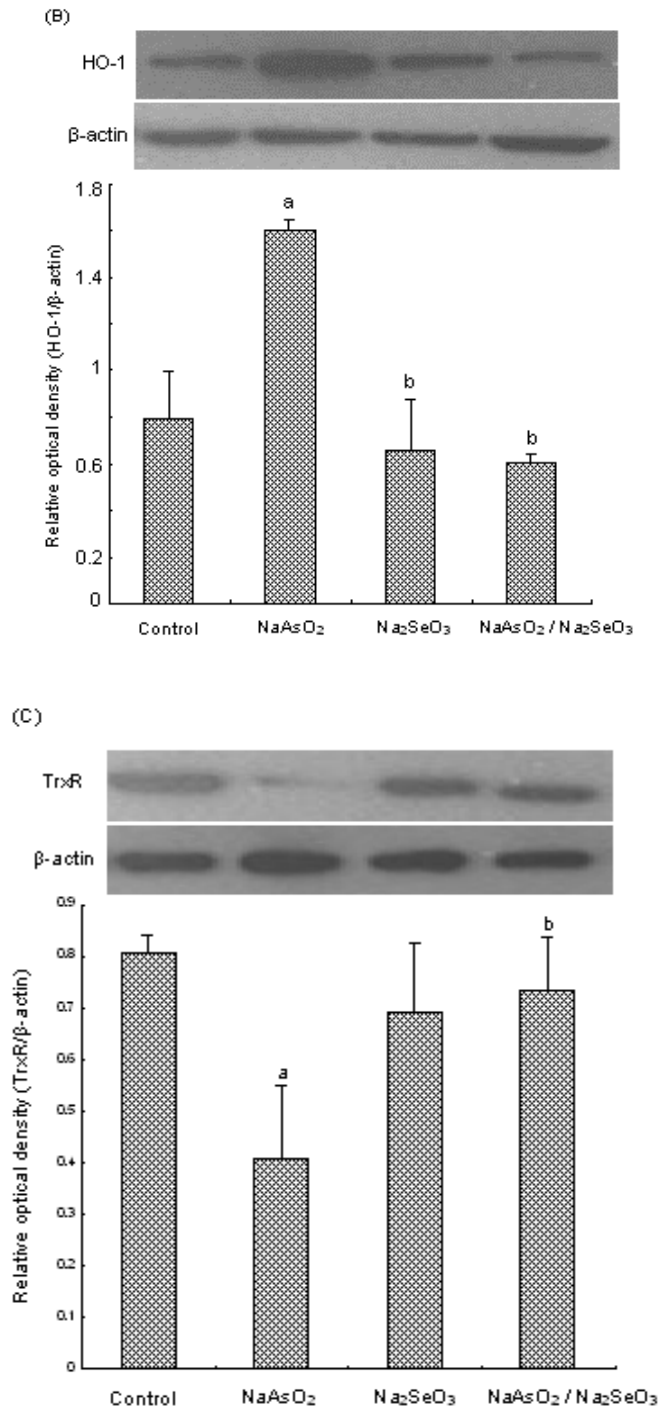 (B)
HO-1
β-actin
Relative optical density (HO-1/β-actin)
1.8
1.4
1
0.6
0.2
0
a
b
b
Control NaAsO₂ Na₂SeO₃ NaAsO₂ / Na₂SeO₃
(C)
TrxR
β-actin
Relative optical density (TrxR/β-actin)
0.9
0.8
0.7
0.6
0.5
0.4
0.3
0.2
0.1
0
a
b
Control NaAsO₂ Na₂SeO₃ NaAsO₂ / Na₂SeO₃